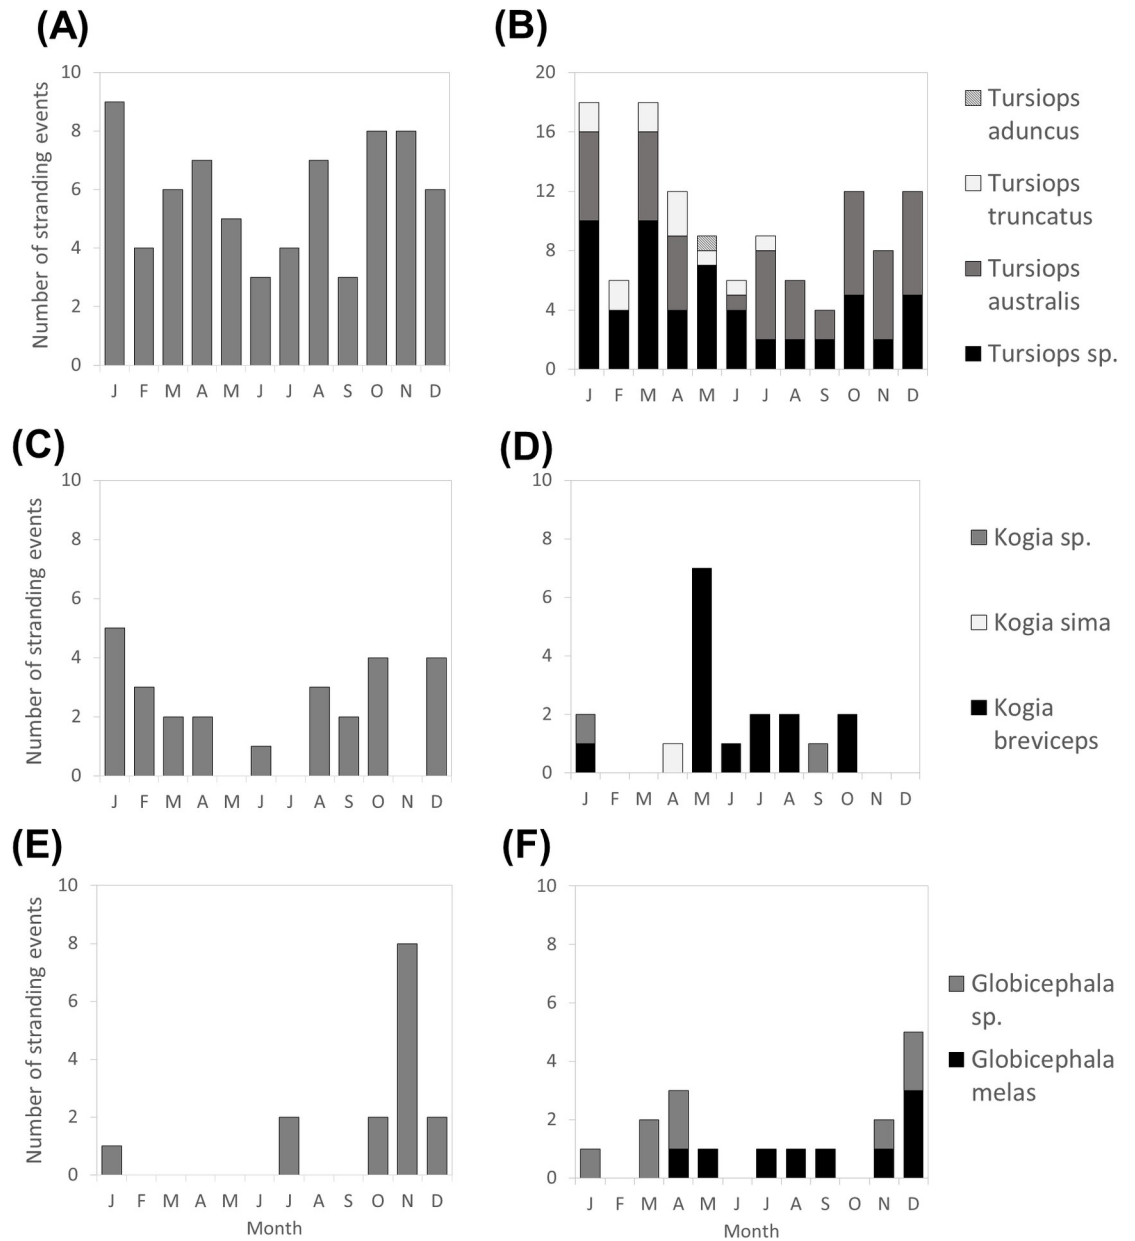 (A)
Number of stranding events
10
8
6
4
2
0
J F M A M J J A S O N D
(B)
20
16
12
8
4
0
J F M A M J J A S O N D
Tursiops
aduncus
Tursiops
truncatus
Tursiops
australis
Tursiops sp.
(C)
Number of stranding events
10
8
6
4
2
0
J F M A M J J A S O N D
(D)
10
8
6
4
2
0
J F M A M J J A S O N D
Kogia sp.
Kogia sima
Kogia
breviceps
(E)
Number of stranding events
10
8
6
4
2
0
J F M A M J J A S O N D
Month
(F)
10
8
6
4
2
0
J F M A M J J A S O N D
Month
Globicephala
sp.
Globicephala
melas